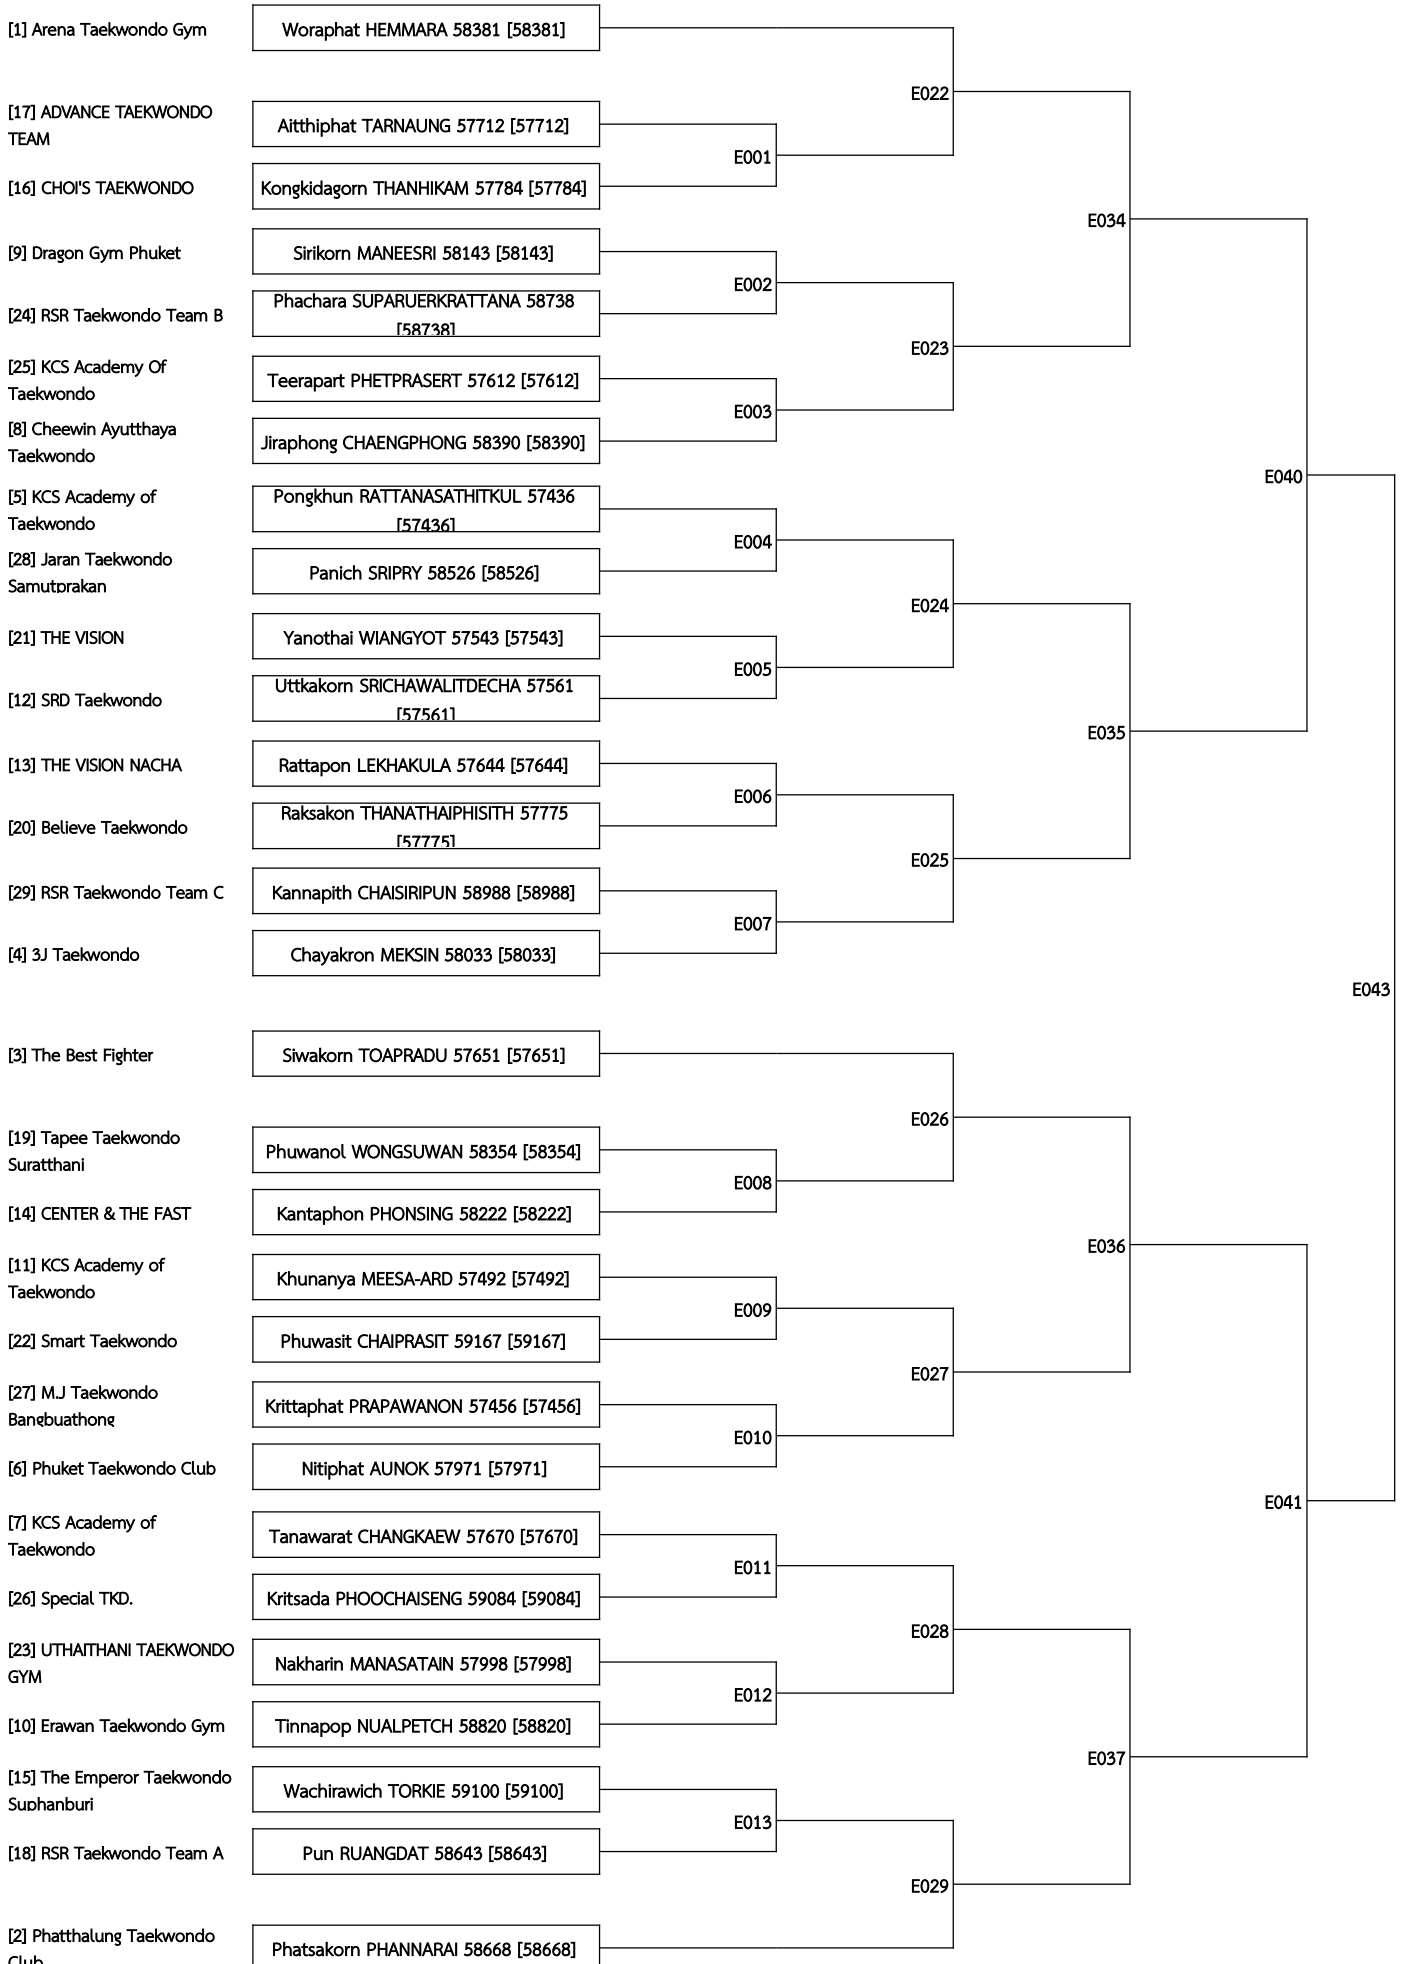 [1] Arena Taekwondo Gym
Woraphat HEMMARA 58381 [58381]
E022
[17] ADVANCE TAEKWONDO
TEAM
Aitthiphat TARNAUNG 57712 [57712]
E001
[16] CHOI'S TAEKWONDO
Kongkidagorn THANHIKAM 57784 [57784]
E034
[9] Dragon Gym Phuket
Sirikorn MANEESRI 58143 [58143]
E002
[24] RSR Taekwondo Team B
Phachara SUPARUERKRATTANA 58738
[58738]
E023
[25] KCS Academy Of
Taekwondo
Teerapart PHETPRASERT 57612 [57612]
E003
[8] Cheewin Ayutthaya
Taekwondo
Jiraphong CHAENGPHONG 58390 [58390]
E040
[5] KCS Academy of
Taekwondo
Pongkhun RATTANASATHITKUL 57436
[57436]
E004
[28] Jaran Taekwondo
Samutprakan
Panich SRIPRY 58526 [58526]
E024
[21] THE VISION
Yanothai WIANGYOT 57543 [57543]
E005
[12] SRD Taekwondo
Uttkakorn SRICHAWALITDECHA 57561
[57561]
E035
[13] THE VISION NACHA
Rattapon LEKHAKULA 57644 [57644]
E006
[20] Believe Taekwondo
Raksakon THANATHAIPHISITH 57775
[57775]
E025
[29] RSR Taekwondo Team C
Kannapith CHAISIRIPUN 58988 [58988]
E007
[4] 3J Taekwondo
Chayakron MEKSIN 58033 [58033]
E043
[3] The Best Fighter
Siwakorn TOAPRADU 57651 [57651]
E026
[19] Tapee Taekwondo
Suratthani
Phuwanol WONGSUWAN 58354 [58354]
E008
[14] CENTER & THE FAST
Kantaphon PHONSING 58222 [58222]
E036
[11] KCS Academy of
Taekwondo
Khunanya MEESA-ARD 57492 [57492]
E009
[22] Smart Taekwondo
Phuwasit CHAIPRASIT 59167 [59167]
E027
[27] M.J Taekwondo
Bangbuathong
Krittaphat PRAPAWANON 57456 [57456]
E010
[6] Phuket Taekwondo Club
Nitiphat AUNOK 57971 [57971]
E041
[7] KCS Academy of
Taekwondo
Tanawarat CHANGKAEW 57670 [57670]
E011
[26] Special TKD.
Kritsada PHOOCHAISENG 59084 [59084]
E028
[23] UTHAITHANI TAEKWONDO
GYM
Nakharin MANASATAIN 57998 [57998]
E012
[10] Erawan Taekwondo Gym
Tinnapop NUALPETCH 58820 [58820]
E037
[15] The Emperor Taekwondo
Suphanburi
Wachirawich TORKIE 59100 [59100]
E013
[18] RSR Taekwondo Team A
Pun RUANGDAT 58643 [58643]
E029
[2] Phatthalung Taekwondo
Club
Phatsakorn PHANNARAI 58668 [58668]